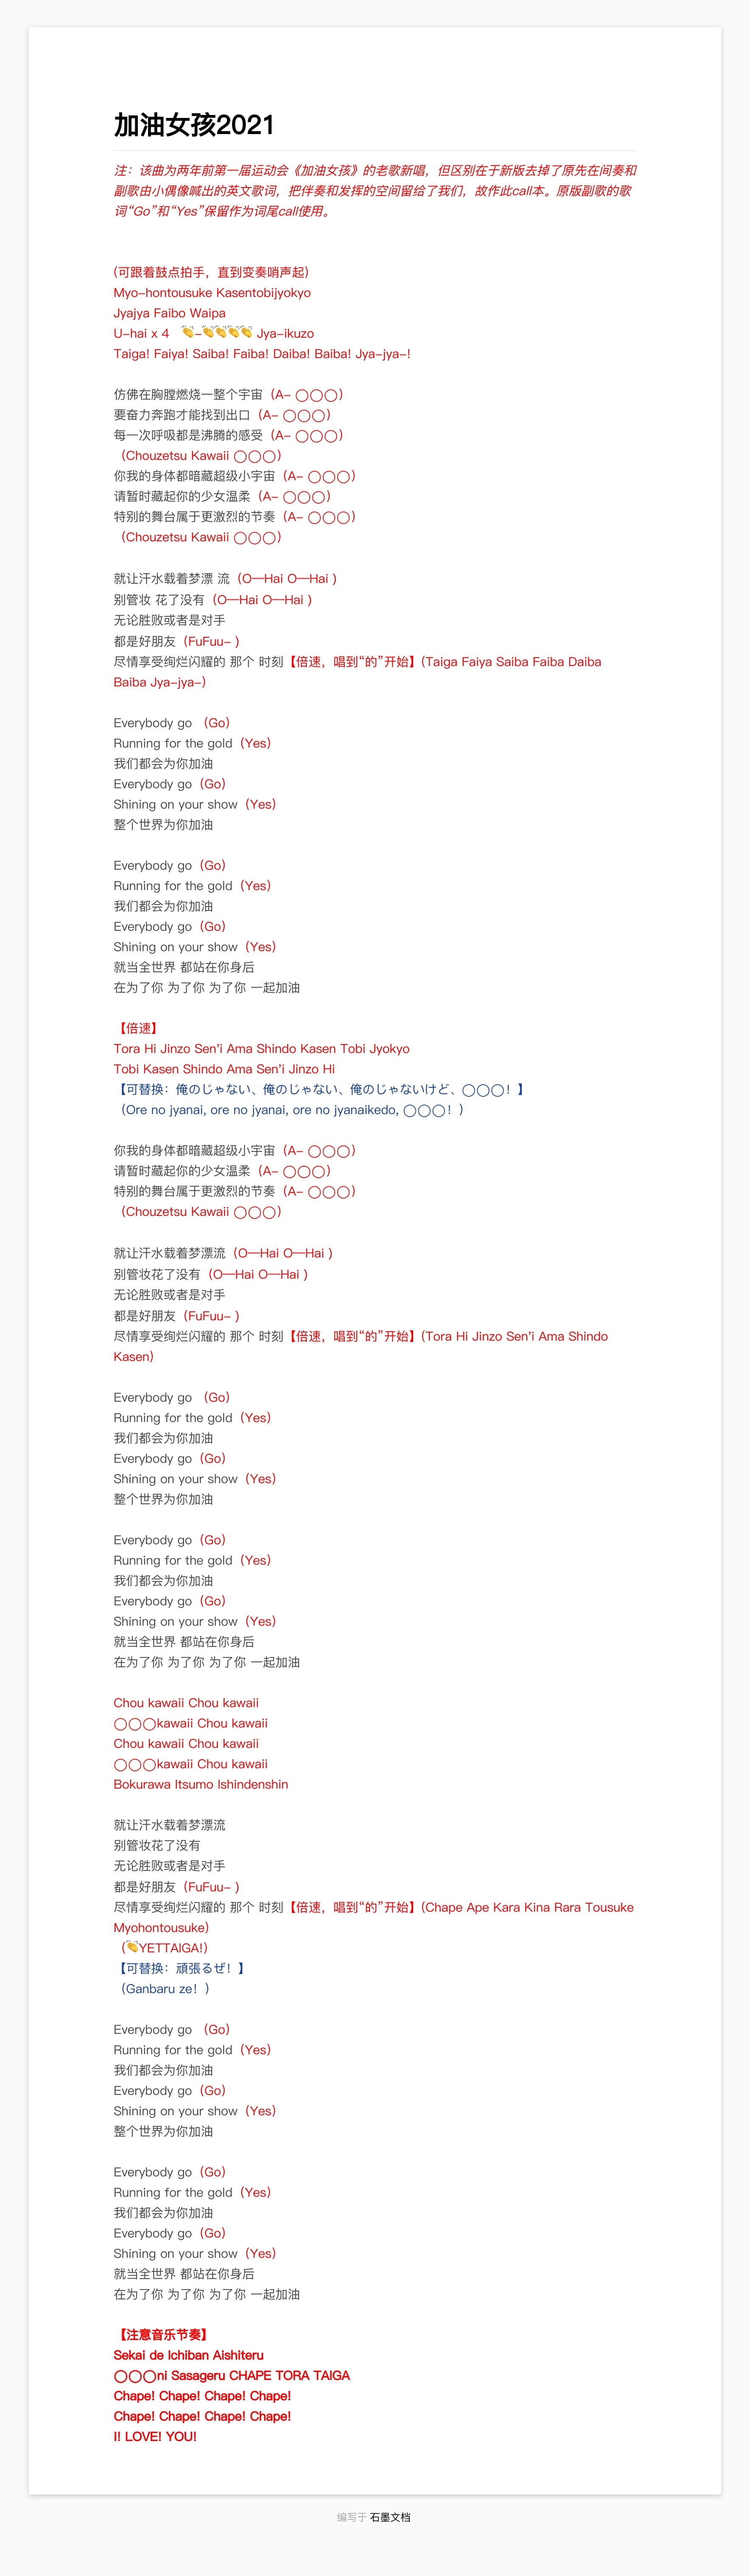 加油女孩2021
注：该曲为两年前第一届运动会《加油女孩》的老歌新唱，但区别在于新版去掉了原先在间奏和
副歌由小偶像喊出的英文歌词，把伴奏和发挥的空间留给了我们，故作此call本。原版副歌的歌
词“Go”和“Yes”保留作为词尾call使用。
(可跟着鼓点拍手，直到变奏哨声起)
Myo-hontousuke Kasentobijyokyo
Jyajya Faibo Waipa
U-hai x 4 👏-👏👏👏👏 Jya-ikuzo
Taiga! Faiya! Saiba! Faiba! Daiba! Baiba! Jya-jya-!
仿佛在胸膛燃烧一整个宇宙（A- ◯◯◯）
要奋力奔跑才能找到出口（A- ◯◯◯）
每一次呼吸都是沸腾的感受（A- ◯◯◯）
（Chouzetsu Kawaii ◯◯◯）
你我的身体都暗藏超级小宇宙（A- ◯◯◯）
请暂时藏起你的少女温柔（A- ◯◯◯）
特别的舞台属于更激烈的节奏（A- ◯◯◯）
（Chouzetsu Kawaii ◯◯◯）
就让汗水载着梦漂 流（O—Hai O—Hai ）
别管妆 花了没有（O—Hai O—Hai ）
无论胜败或者是对手
都是好朋友（FuFuu- ）
尽情享受绚烂闪耀的 那个 时刻【倍速，唱到“的”开始】(Taiga Faiya Saiba Faiba Daiba
Baiba Jya-jya-)
Everybody go （Go）
Running for the gold（Yes）
我们都会为你加油
Everybody go（Go）
Shining on your show（Yes）
整个世界为你加油
Everybody go（Go）
Running for the gold（Yes）
我们都会为你加油
Everybody go（Go）
Shining on your show（Yes）
就当全世界 都站在你身后
在为了你 为了你 为了你 一起加油
【倍速】
Tora Hi Jinzo Sen'i Ama Shindo Kasen Tobi Jyokyo
Tobi Kasen Shindo Ama Sen'i Jinzo Hi
【可替换：俺のじゃない、俺のじゃない、俺のじゃないけど、◯◯◯！】
（Ore no jyanai, ore no jyanai, ore no jyanaikedo, ◯◯◯！）
你我的身体都暗藏超级小宇宙（A- ◯◯◯）
请暂时藏起你的少女温柔（A- ◯◯◯）
特别的舞台属于更激烈的节奏（A- ◯◯◯）
（Chouzetsu Kawaii ◯◯◯）
就让汗水载着梦漂流（O—Hai O—Hai ）
别管妆花了没有（O—Hai O—Hai ）
无论胜败或者是对手
都是好朋友（FuFuu- ）
尽情享受绚烂闪耀的 那个 时刻【倍速，唱到“的”开始】(Tora Hi Jinzo Sen'i Ama Shindo
Kasen)
Everybody go （Go）
Running for the gold（Yes）
我们都会为你加油
Everybody go（Go）
Shining on your show（Yes）
整个世界为你加油
Everybody go（Go）
Running for the gold（Yes）
我们都会为你加油
Everybody go（Go）
Shining on your show（Yes）
就当全世界 都站在你身后
在为了你 为了你 为了你 一起加油
Chou kawaii Chou kawaii
◯◯◯kawaii Chou kawaii
Chou kawaii Chou kawaii
◯◯◯kawaii Chou kawaii
Bokurawa Itsumo Ishindenshin
就让汗水载着梦漂流
别管妆花了没有
无论胜败或者是对手
都是好朋友（FuFuu- ）
尽情享受绚烂闪耀的 那个 时刻【倍速，唱到“的”开始】(Chape Ape Kara Kina Rara Tousuke
Myohontousuke)
（👏YETTAIGA!）
【可替换：頑張るぜ！】
（Ganbaru ze！）
Everybody go （Go）
Running for the gold（Yes）
我们都会为你加油
Everybody go（Go）
Shining on your show（Yes）
整个世界为你加油
Everybody go（Go）
Running for the gold（Yes）
我们都会为你加油
Everybody go（Go）
Shining on your show（Yes）
就当全世界 都站在你身后
在为了你 为了你 为了你 一起加油
【注意音乐节奏】
Sekai de Ichiban Aishiteru
◯◯◯ni Sasageru CHAPE TORA TAIGA
Chape! Chape! Chape! Chape!
Chape! Chape! Chape! Chape!
I! LOVE! YOU!
编写于 石墨文档